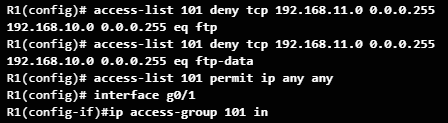 R1(config)# access-list 101 deny tcp 192.168.11.0 0.0.0.255
192.168.10.0 0.0.0.255 eq ftp
R1(config)# access-list 101 deny tcp 192.168.11.0 0.0.0.255
192.168.10.0 0.0.0.255 eq ftp-data
R1(config)# access-list 101 permit ip any any
R1(config)# interface g0/1
R1(config-if)#ip access-group 101 in